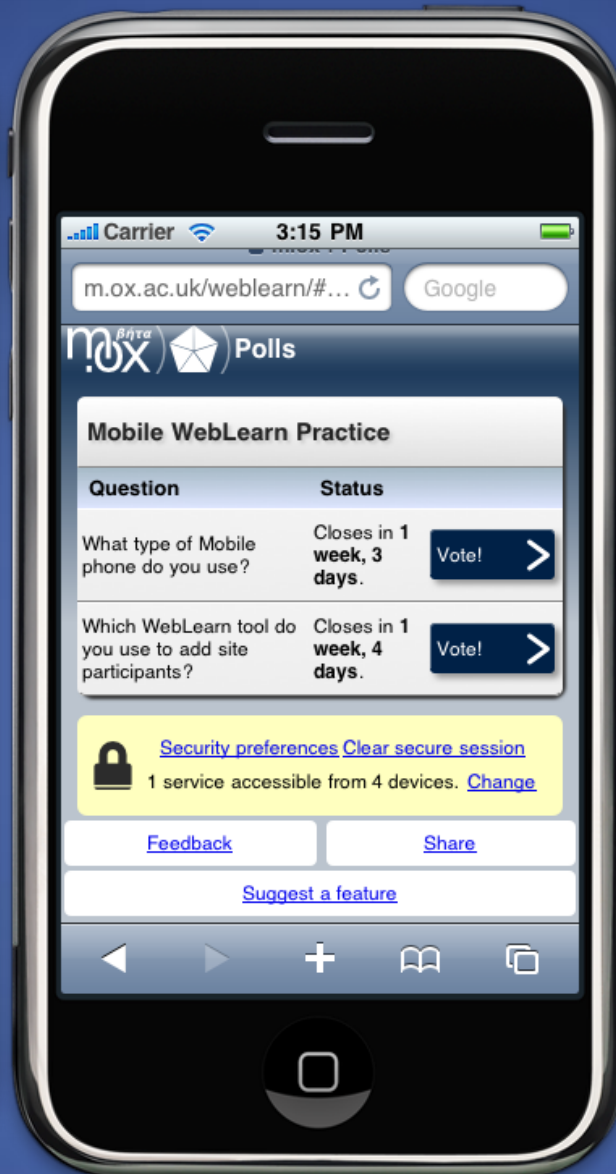 Carrier 3:15 PM
m.ox.ac.uk/weblearn/#... Google
m.ox βήτα Polls
Mobile WebLearn Practice
Question Status
What type of Mobile phone do you use?
Closes in 1 week, 3 days.
Vote!
Which WebLearn tool do you use to add site participants?
Closes in 1 week, 4 days.
Vote!
Security preferences Clear secure session
1 service accessible from 4 devices. Change
Feedback Share
Suggest a feature